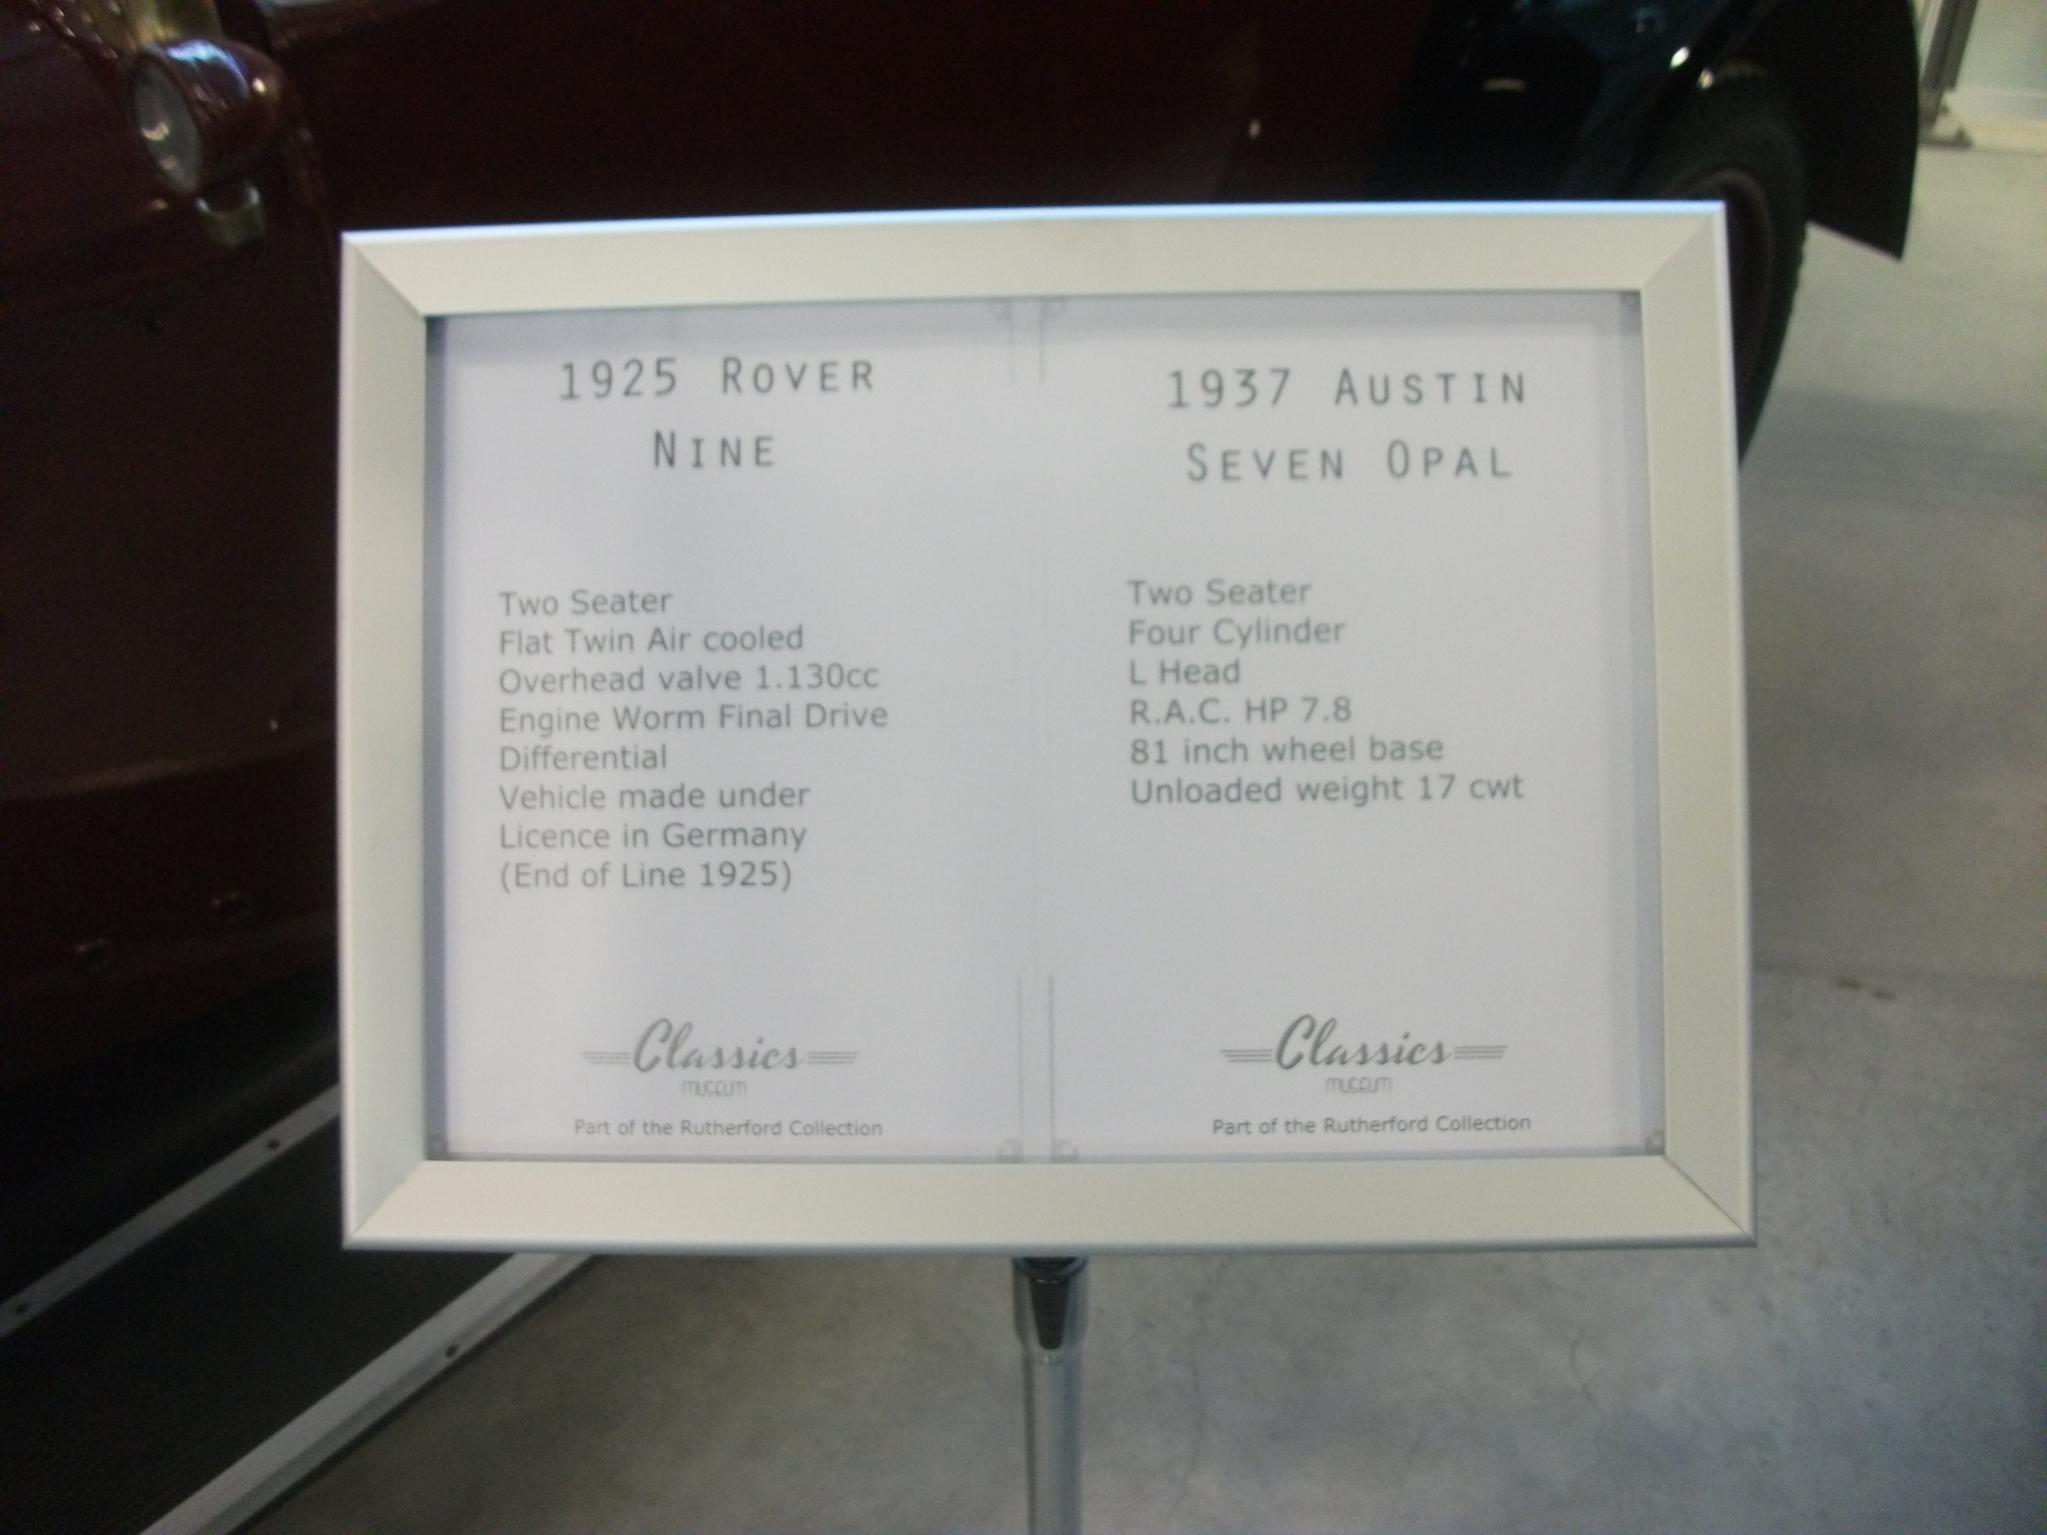 1925 ROVER
NINE
Two Seater
Flat Twin Air cooled
Overhead valve 1.130cc
Engine Worm Final Drive
Differential
Vehicle made under
Licence in Germany
(End of Line 1925)
Classics
museum
Part of the Rutherford Collection
1937 AUSTIN
SEVEN OPAL
Two Seater
Four Cylinder
L Head
R.A.C. HP 7.8
81 inch wheel base
Unloaded weight 17 cwt
Classics
museum
Part of the Rutherford Collection